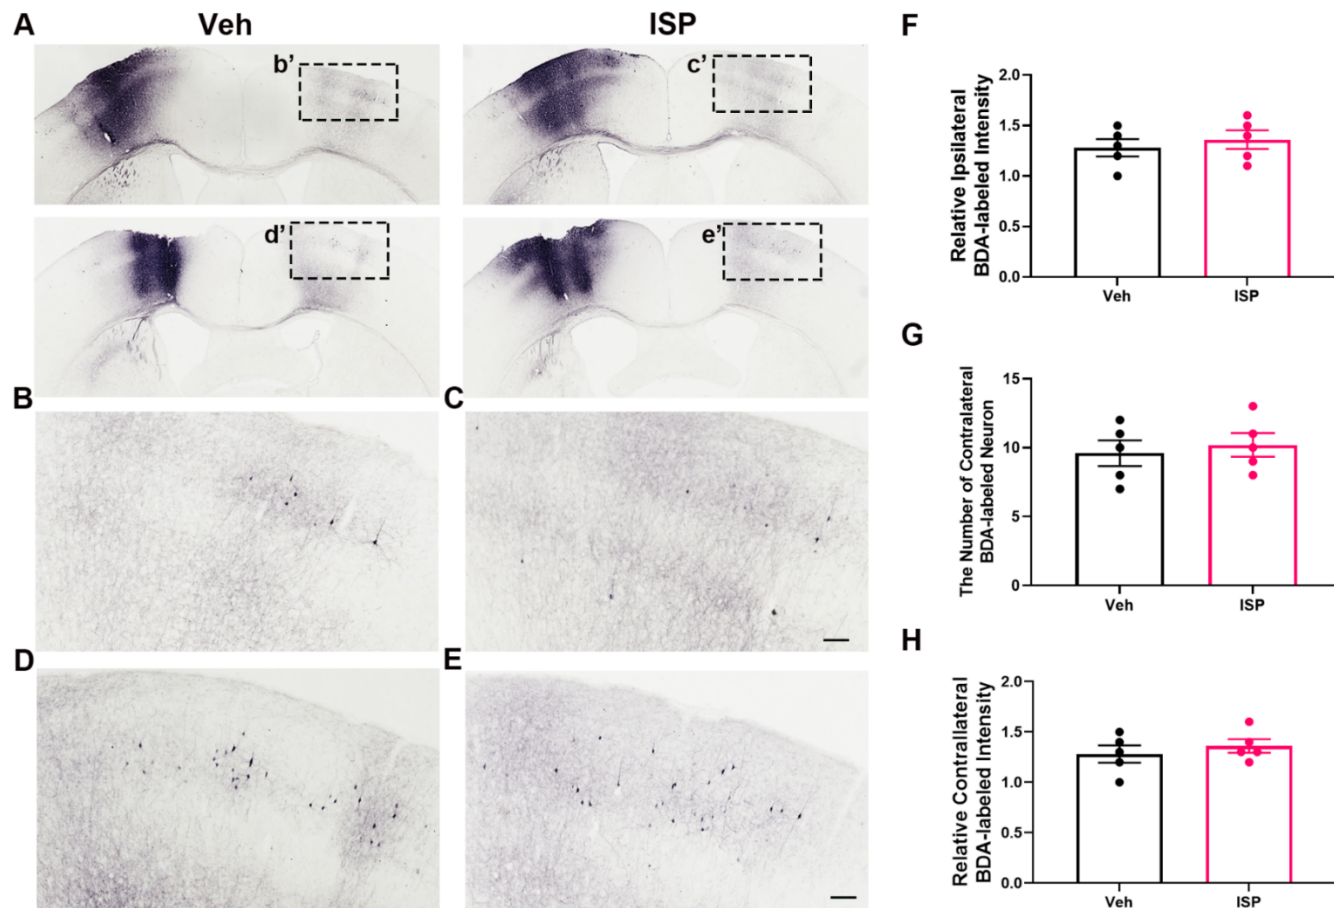 A
Veh
ISP
b'
c'
d'
e'
B
C
D
E
F
Relative Ipsilateral
BDA-labeled Intensity
2.0
1.5
1.0
0.5
0.0
Veh
ISP
G
The Number of Contralateral
BDA-labeled Neuron
15
10
5
0
Veh
ISP
H
Relative Contrallateral
BDA-labeled Intensity
2.0
1.5
1.0
0.5
0.0
Veh
ISP